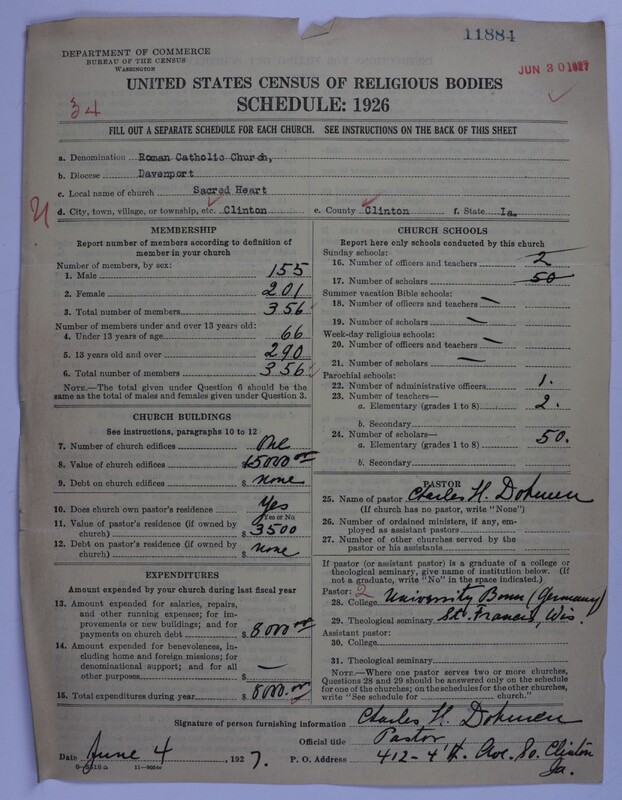 11884
DEPARTMENT OF COMMERCE
BUREAU OF THE CENSUS
WASHINGTON
JUN 30 1927
UNITED STATES CENSUS OF RELIGIOUS BODIES
SCHEDULE: 1926
34
FILL OUT A SEPARATE SCHEDULE FOR EACH CHURCH. SEE INSTRUCTIONS ON THE BACK OF THIS SHEET
a. Denomination Roman Catholic Church,
b. Diocese Davenport
c. Local name of church Sacred Heart
d. City, town, village, or township, etc. Clinton e. County Clinton f. State Ia.
MEMBERSHIP
Report number of members according to definition of
member in your church
Number of members, by sex:
1. Male 155
2. Female 201
3. Total number of members 356
Number of members under and over 13 years old:
4. Under 13 years of age 66
5. 13 years old and over 290
6. Total number of members 356
NOTE.—The total given under Question 6 should be
same as the total of males and females given under Question 3.
CHURCH BUILDINGS
See instructions, paragraphs 10 to 12
7. Number of church edifices One
8. Value of church edifices $15000 00
9. Debt on church edifices $ none
10. Does church own pastor's residence? Yes
Yes or No
11. Value of pastor's residence (if owned by
church) $ 3500
12. Debt on pastor's residence (if owned by
church) $ none
EXPENDITURES
Amount expended by your church during last fiscal year
13. Amount expended for salaries, repairs,
and other running expenses; for im-
provements or new buildings; and for
payments on church debt $ 8000 00
14. Amount expended for benevolences, in-
cluding home and foreign missions; for
denominational support; and for all
other purposes $ —
15. Total expenditures during year $ 8000.00
CHURCH SCHOOLS
Report here only schools conducted by this church
Sunday schools:
16. Number of officers and teachers 2
17. Number of scholars 50
Summer vacation Bible schools:
18. Number of officers and teachers —
19. Number of scholars —
Week-day religious schools:
20. Number of officers and teachers —
21. Number of scholars —
Parochial schools:
22. Number of administrative officers 1.
23. Number of teachers—
a. Elementary (grades 1 to 8) 2.
b. Secondary
24. Number of scholars—
a. Elementary (grades 1 to 8) 50.
b. Secondary
PASTOR
25. Name of pastor Charles H. Dohmen
(If church has no pastor, write "None")
26. Number of ordained ministers, if any, em-
ployed as assistant pastors
27. Number of other churches served by the
pastor or his assistants
If pastor (or assistant pastor) is a graduate of a college or
theological seminary, give name of institution below. (If
not a graduate, write "No" in the space indicated.)
Pastor: 2
28. College University Bonn (Germany)
29. Theological seminary St. Francis, Wis.
Assistant pastor:
30. College
31. Theological seminary
NOTE.—Where one pastor serves two or more churches,
Questions 28 and 29 should be answered only on the schedule
for one of the churches; on the schedules for the other churches,
write "See schedule for church."
Signature of person furnishing information Charles H. Dohmen
Official title Pastor
Date June 4, 1927. P. O. Address 412-4th. Ave. So. Clinton
Ia.